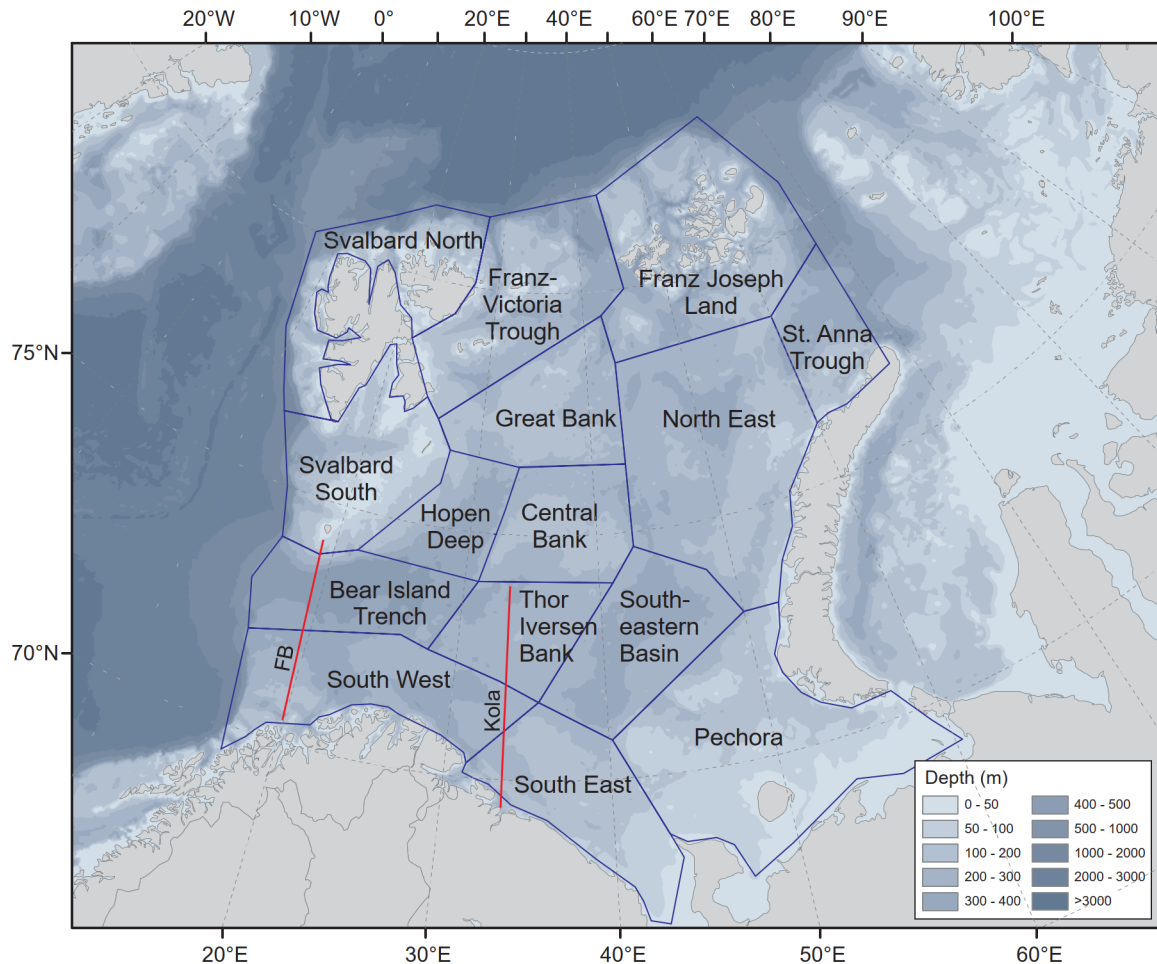 20°W 10°W 0° 20°E 40°E 60°E 70°E 80°E 90°E 100°E
Svalbard North
Franz-
Victoria
Trough
Franz Joseph
Land
St. Anna
Trough
75°N
Great Bank
North East
Svalbard
South
Hopen
Deep
Central
Bank
Bear Island
Trench
Thor
Iversen
Bank
South-
eastern
Basin
70°N
FB
South West
Kola
Pechora
South East
Depth (m)
0 - 50
50 - 100
100 - 200
200 - 300
300 - 400
400 - 500
500 - 1000
1000 - 2000
2000 - 3000
>3000
20°E 30°E 40°E 50°E 60°E